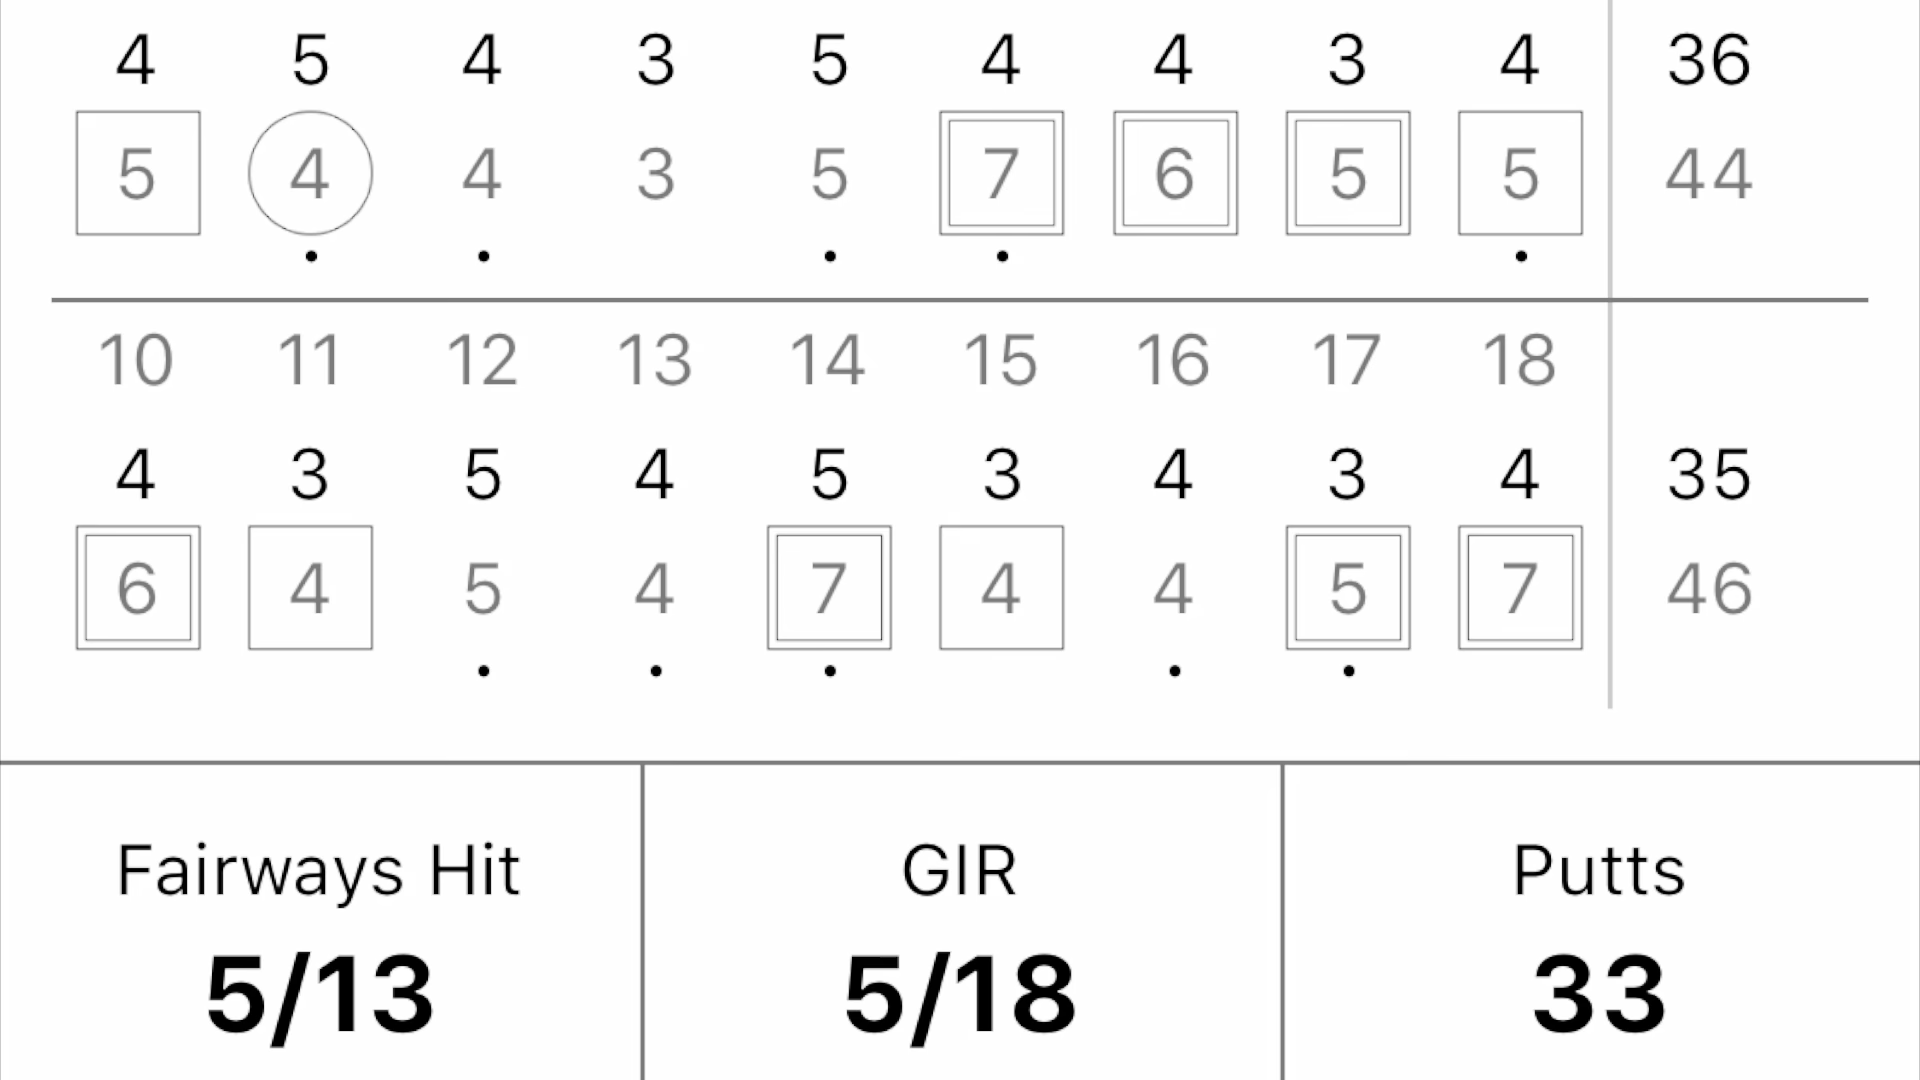 4 5 4 3 5 4 4 3 4 36
5 4 4 3 5 7 6 5 5 44
10 11 12 13 14 15 16 17 18
4 3 5 4 5 3 4 3 4 35
6 4 5 4 7 4 4 5 7 46
Fairways Hit GIR Putts
5/13 5/18 33